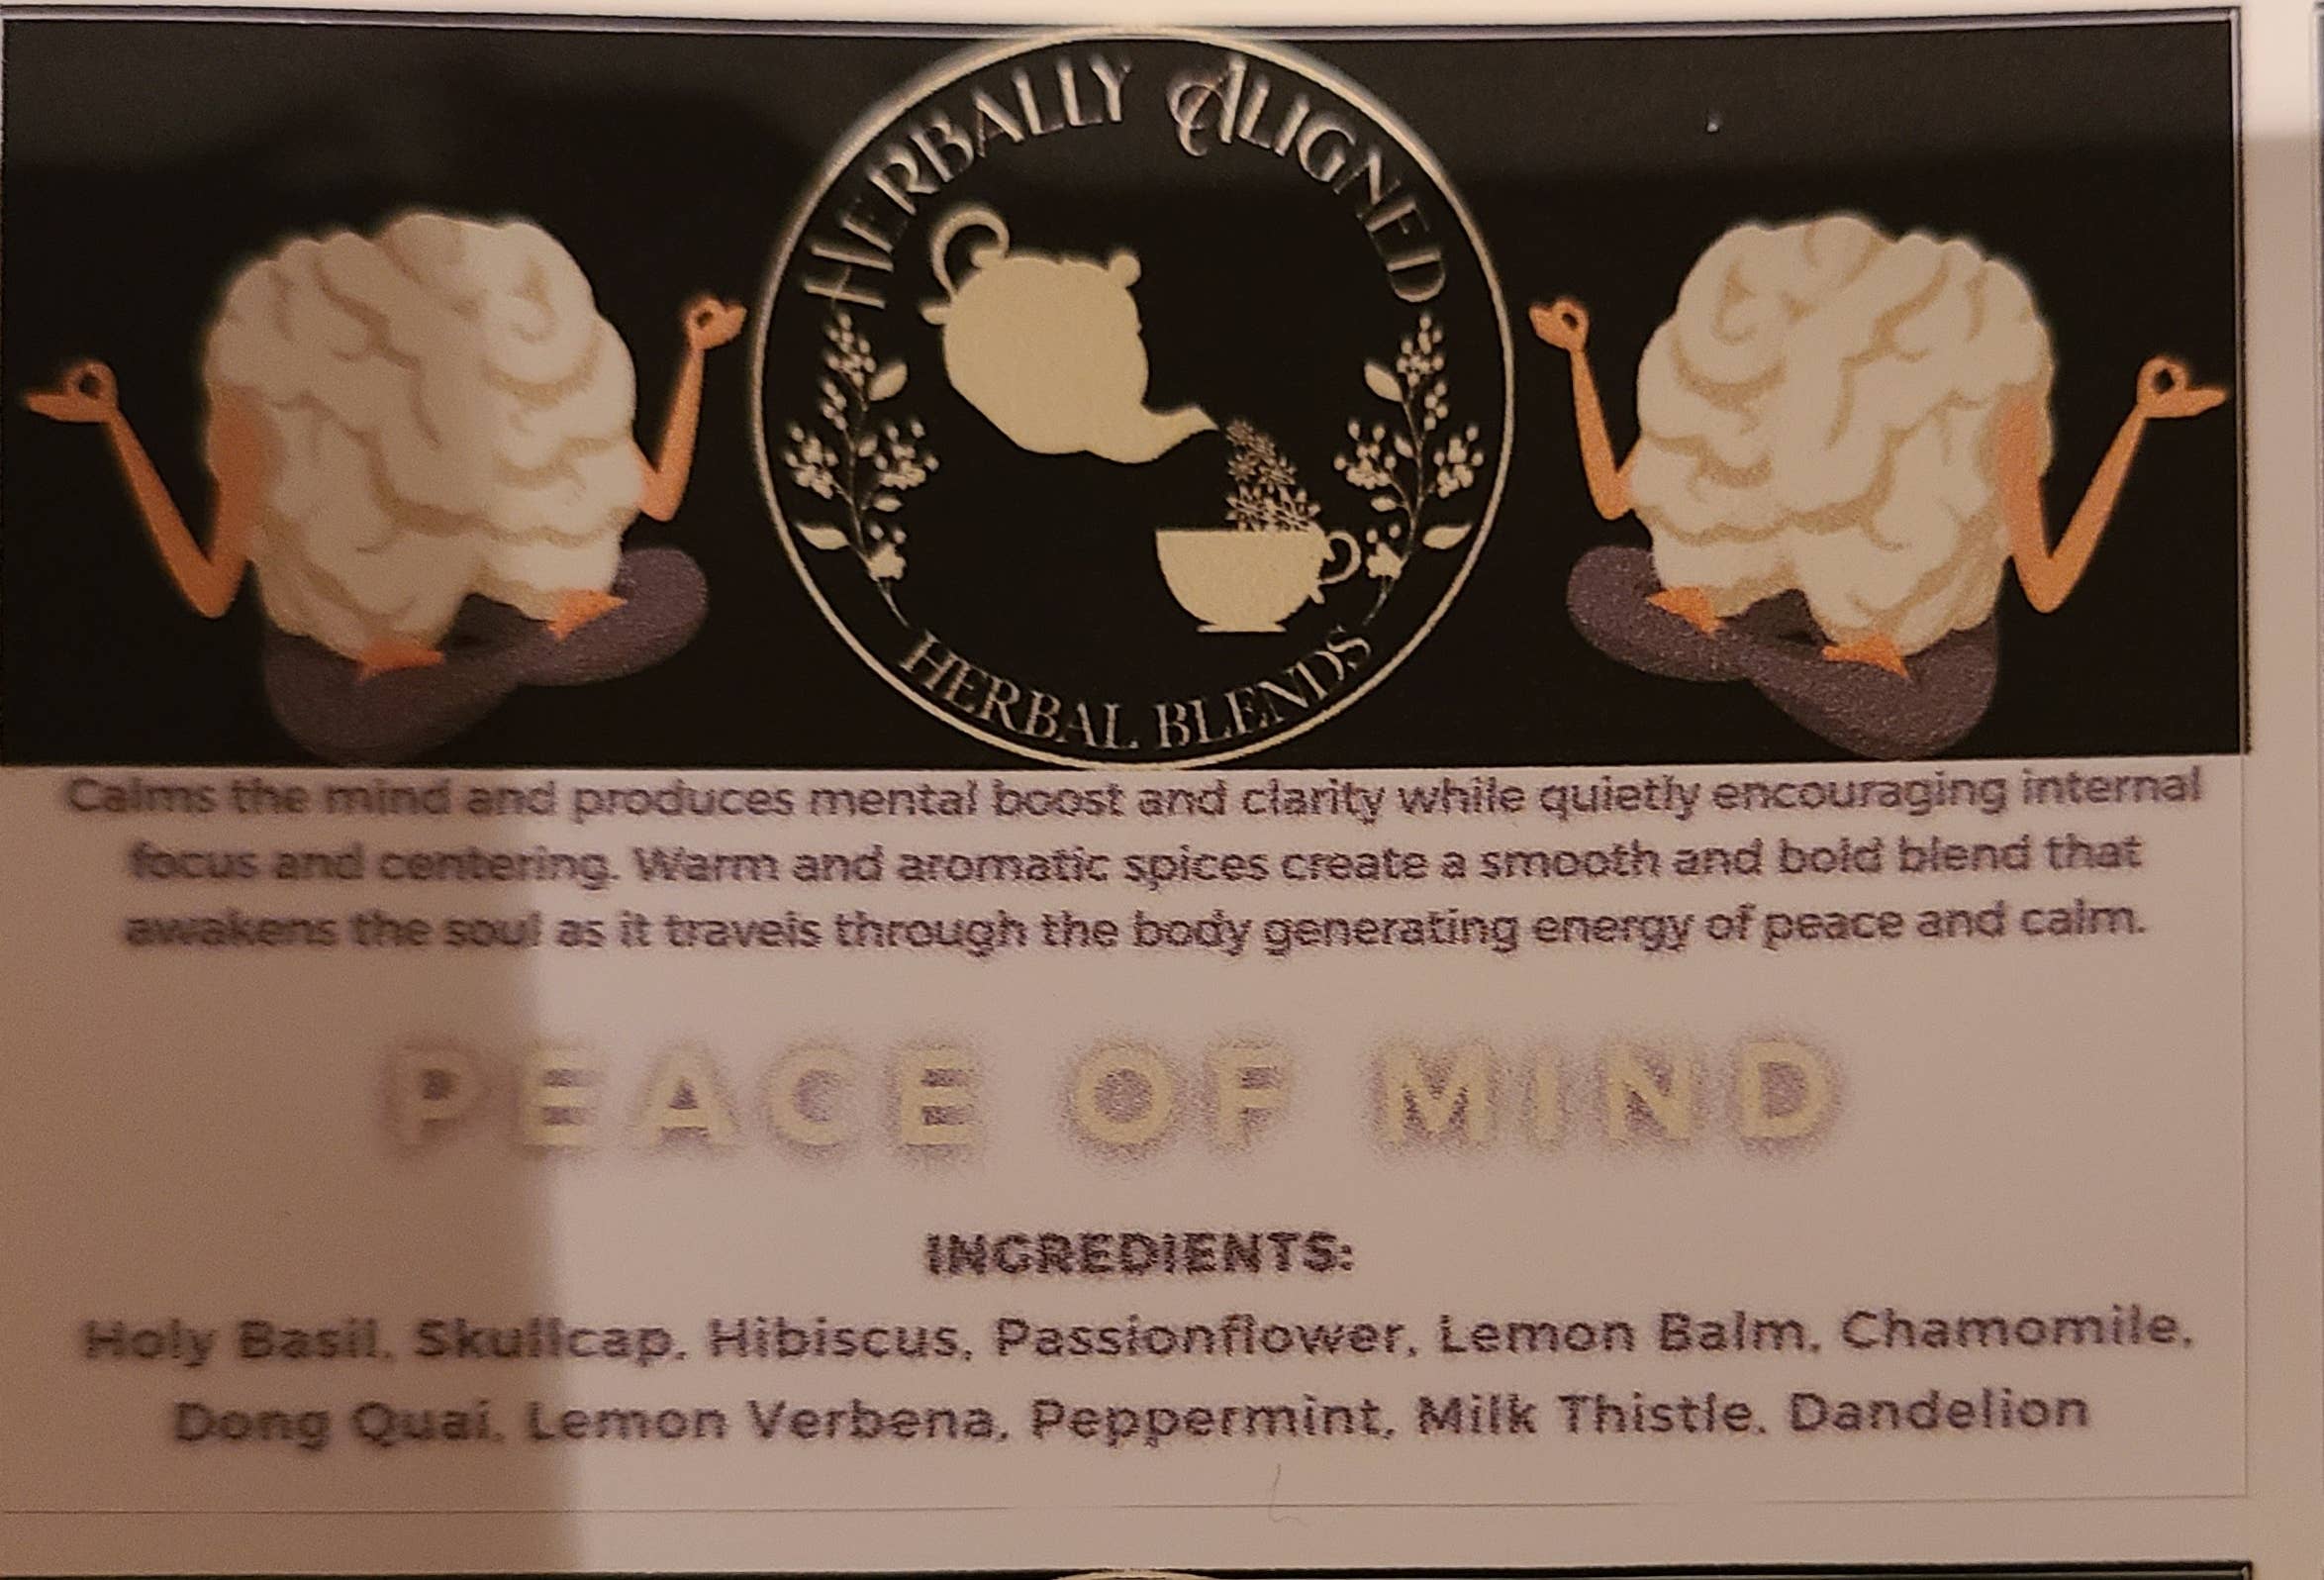 HERBALLY ALIGNED
HERBAL BLENDS
Calms the mind and produces mental boost and clarity while quietly encouraging internal
focus and centering. Warm and aromatic spices create a smooth and bold blend that
awakens the soul as it travels through the body generating energy of peace and calm.
PEACE OF MIND
INGREDIENTS:
Holy Basil, Skullcap, Hibiscus, Passionflower, Lemon Balm, Chamomile,
Dong Quai, Lemon Verbena, Peppermint, Milk Thistle, Dandelion